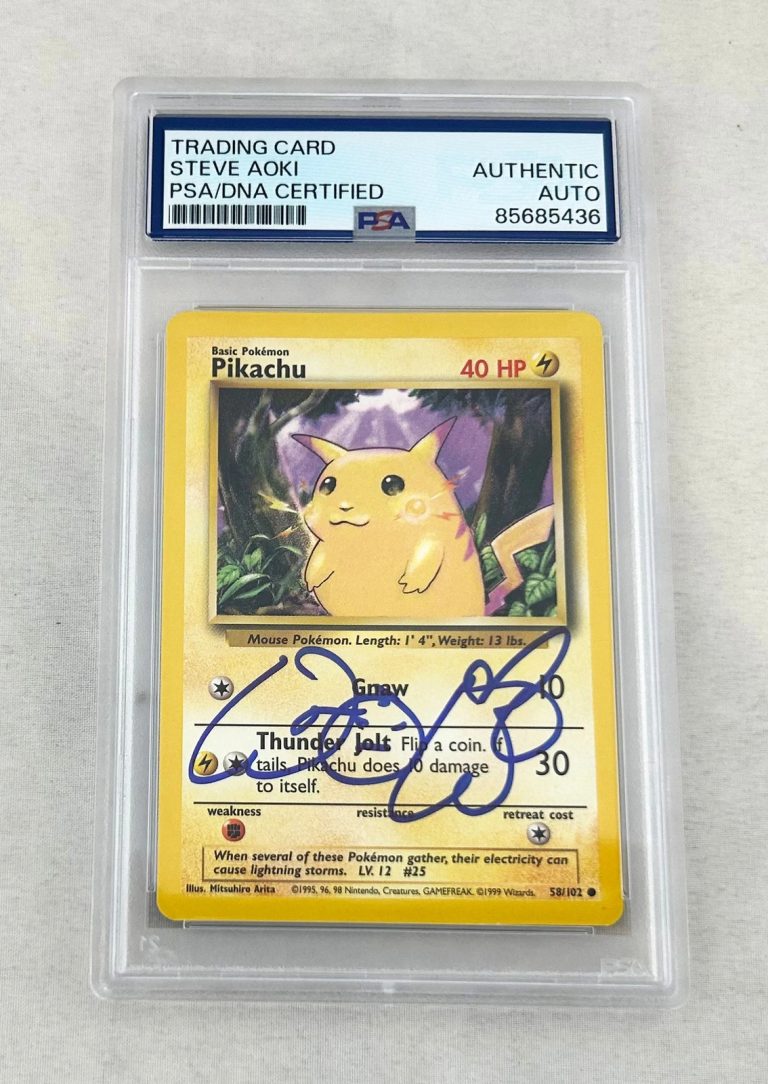 TRADING CARD
STEVE AOKI
PSA/DNA CERTIFIED
AUTHENTIC
AUTO
PSA
85685436
Basic Pokémon
Pikachu
40 HP
Mouse Pokémon. Length: 1' 4", Weight: 13 lbs.
Gnaw 10
Thunder Jolt Flip a coin. If
tails, Pikachu does 10 damage
to itself.
30
weakness resistance retreat cost
When several of these Pokémon gather, their electricity can
cause lightning storms. LV. 12 #25
Illus. Mitsuhiro Arita ©1995, 96, 98 Nintendo, Creatures, GAMEFREAK. ©1999 Wizards. 58/102
PSA